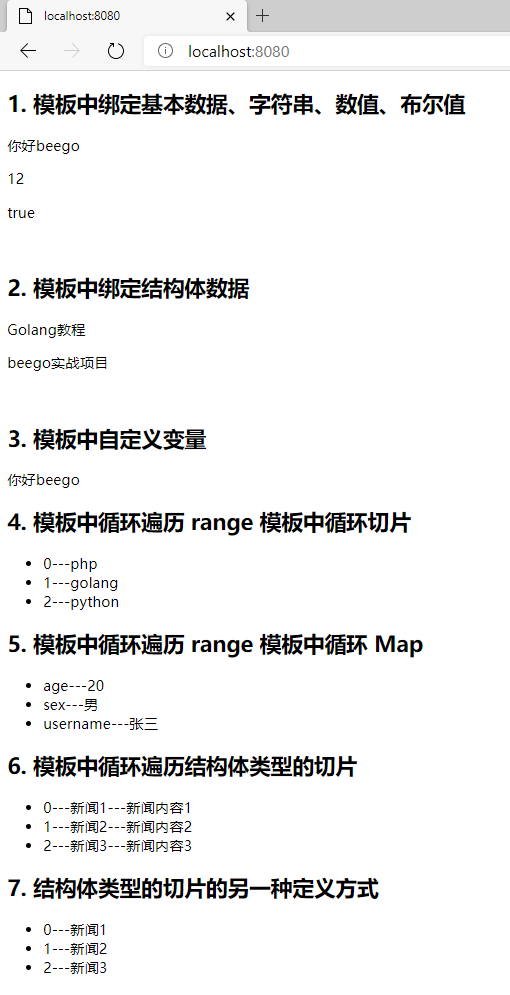 localhost:8080
localhost:8080
1. 模板中绑定基本数据、字符串、数值、布尔值
你好beego
12
true
2. 模板中绑定结构体数据
Golang教程
beego实战项目
3. 模板中自定义变量
你好beego
4. 模板中循环遍历 range 模板中循环切片
0---php
1---golang
2---python
5. 模板中循环遍历 range 模板中循环 Map
age---20
sex---男
username---张三
6. 模板中循环遍历结构体类型的切片
0---新闻1---新闻内容1
1---新闻2---新闻内容2
2---新闻3---新闻内容3
7. 结构体类型的切片的另一种定义方式
0---新闻1
1---新闻2
2---新闻3